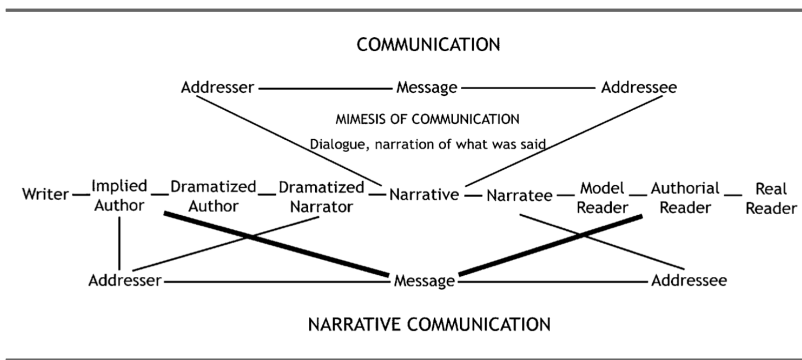 COMMUNICATION
Addresser Message Addressee
MIMESIS OF COMMUNICATION
Dialogue, narration of what was said
Writer Implied Author Dramatized Author Dramatized Narrator Narrative Narratee Model Reader Authorial Reader Real Reader
Addresser Message Addressee
NARRATIVE COMMUNICATION